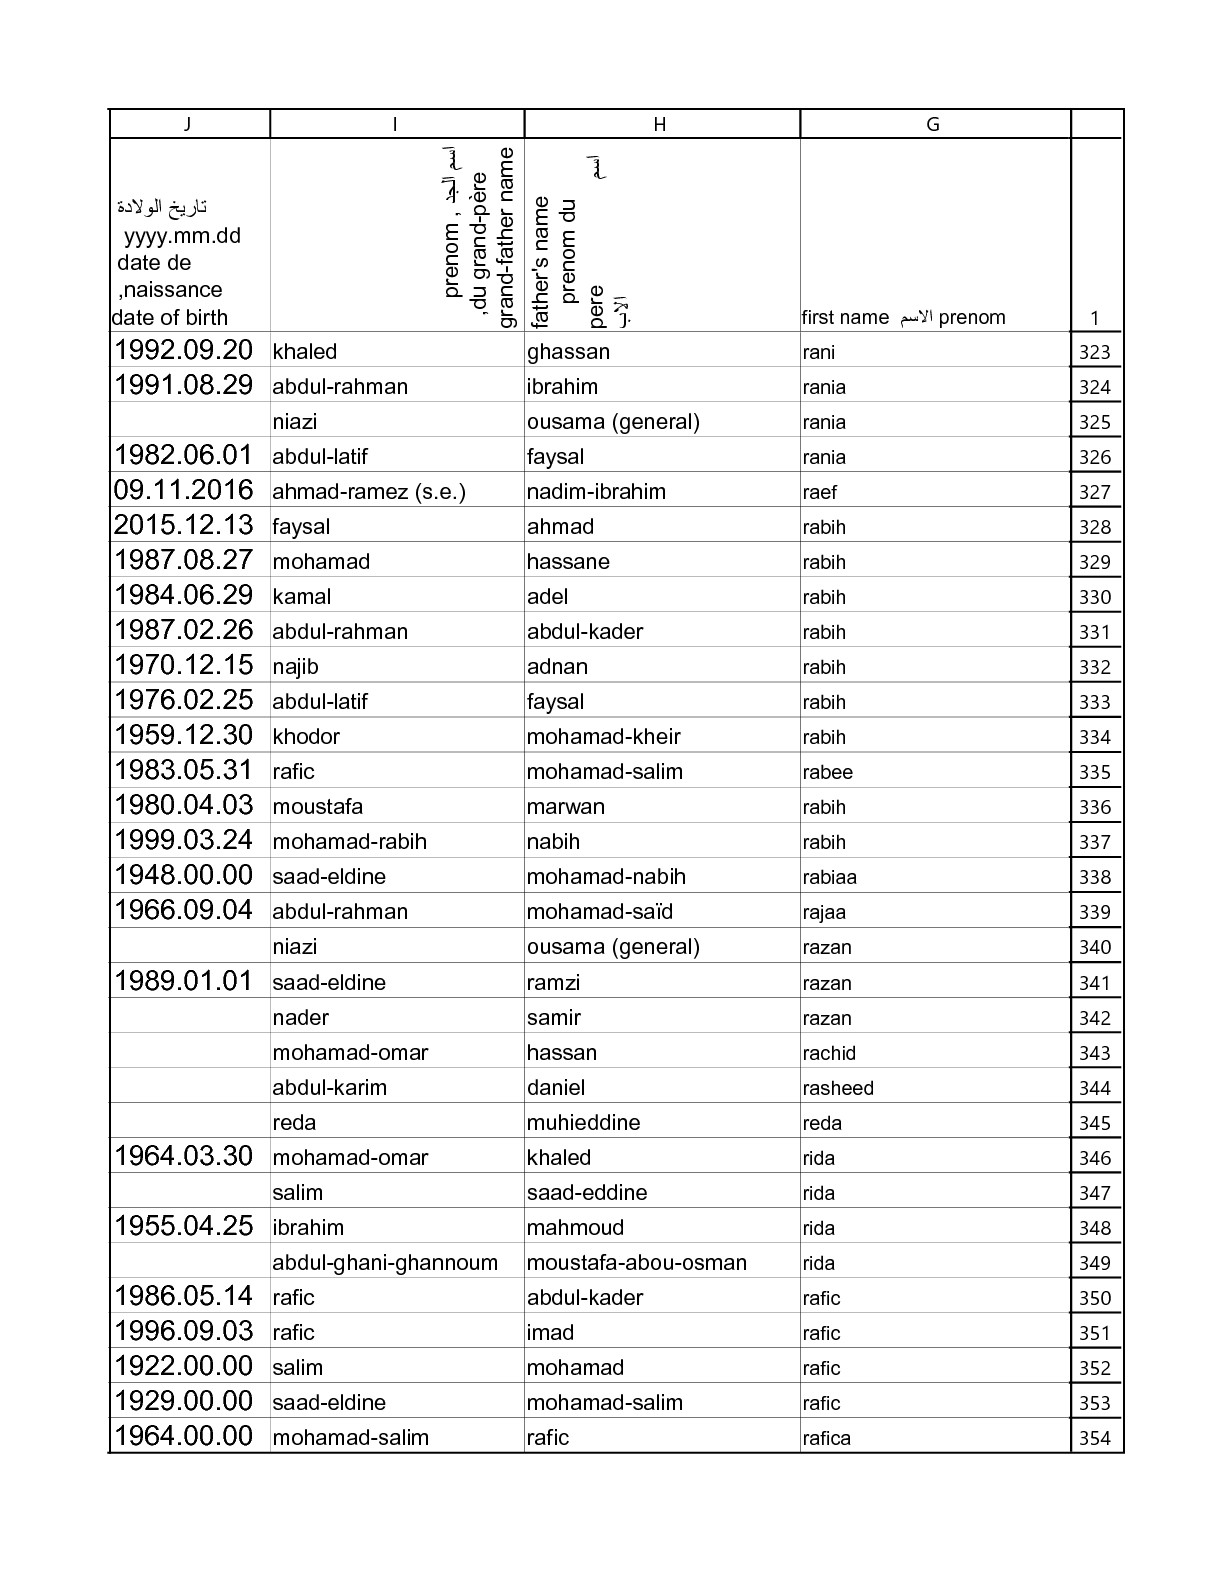 J I H G
تاريخ الولادة
yyyy.mm.dd
date de
,naissance
date of birth
اسم الجد , prenom
,du grand-père
grand-father name
father's name
prenom du
pere اسم
الاب
first name الاسم prenom 1
1992.09.20 khaled ghassan rani 323
1991.08.29 abdul-rahman ibrahim rania 324
niazi ousama (general) rania 325
1982.06.01 abdul-latif faysal rania 326
09.11.2016 ahmad-ramez (s.e.) nadim-ibrahim raef 327
2015.12.13 faysal ahmad rabih 328
1987.08.27 mohamad hassane rabih 329
1984.06.29 kamal adel rabih 330
1987.02.26 abdul-rahman abdul-kader rabih 331
1970.12.15 najib adnan rabih 332
1976.02.25 abdul-latif faysal rabih 333
1959.12.30 khodor mohamad-kheir rabih 334
1983.05.31 rafic mohamad-salim rabee 335
1980.04.03 moustafa marwan rabih 336
1999.03.24 mohamad-rabih nabih rabih 337
1948.00.00 saad-eldine mohamad-nabih rabiaa 338
1966.09.04 abdul-rahman mohamad-saïd rajaa 339
niazi ousama (general) razan 340
1989.01.01 saad-eldine ramzi razan 341
nader samir razan 342
mohamad-omar hassan rachid 343
abdul-karim daniel rasheed 344
reda muhieddine reda 345
1964.03.30 mohamad-omar khaled rida 346
salim saad-eddine rida 347
1955.04.25 ibrahim mahmoud rida 348
abdul-ghani-ghannoum moustafa-abou-osman rida 349
1986.05.14 rafic abdul-kader rafic 350
1996.09.03 rafic imad rafic 351
1922.00.00 salim mohamad rafic 352
1929.00.00 saad-eldine mohamad-salim rafic 353
1964.00.00 mohamad-salim rafic rafica 354